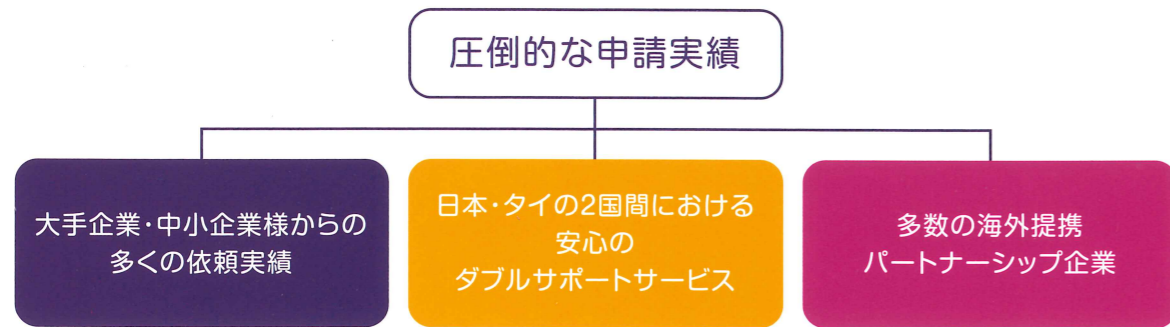 圧倒的な申請実績
大手企業・中小企業様からの
多くの依頼実績
日本・タイの2国間における
安心の
ダブルサポートサービス
多数の海外提携
パートナーシップ企業